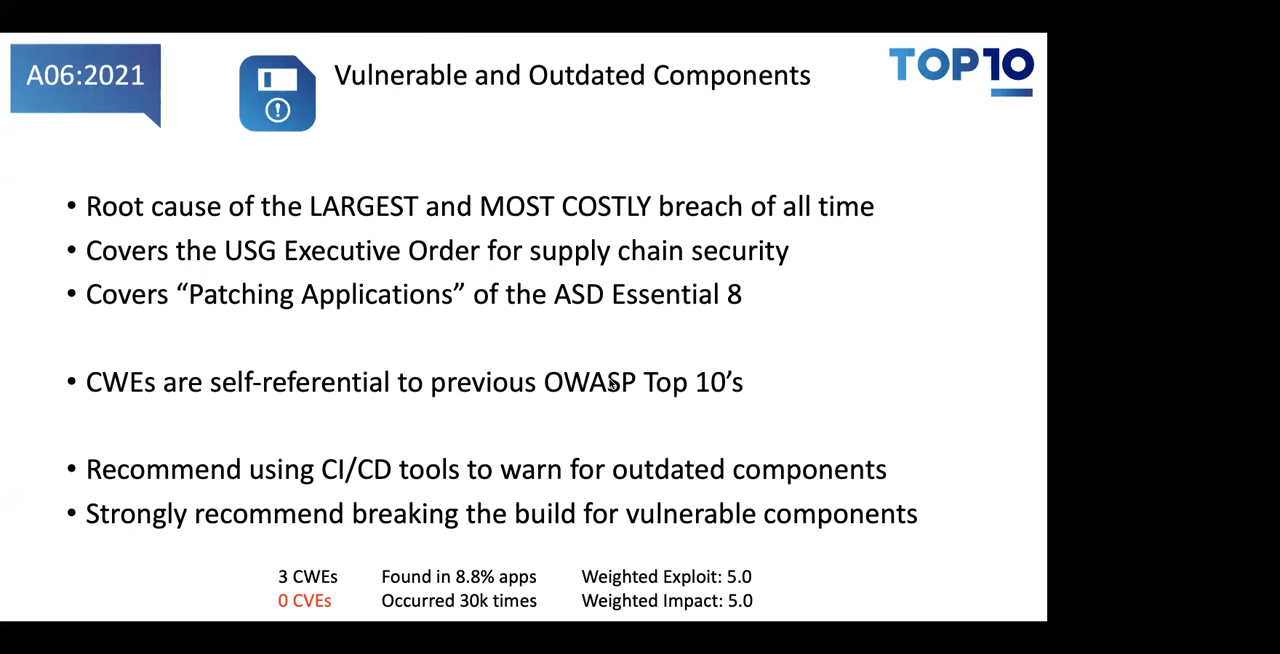 A06:2021
Vulnerable and Outdated Components
TOP10
• Root cause of the LARGEST and MOST COSTLY breach of all time
• Covers the USG Executive Order for supply chain security
• Covers “Patching Applications” of the ASD Essential 8
• CWEs are self-referential to previous OWASP Top 10’s
• Recommend using CI/CD tools to warn for outdated components
• Strongly recommend breaking the build for vulnerable components
3 CWEs Found in 8.8% apps Weighted Exploit: 5.0
0 CVEs Occurred 30k times Weighted Impact: 5.0